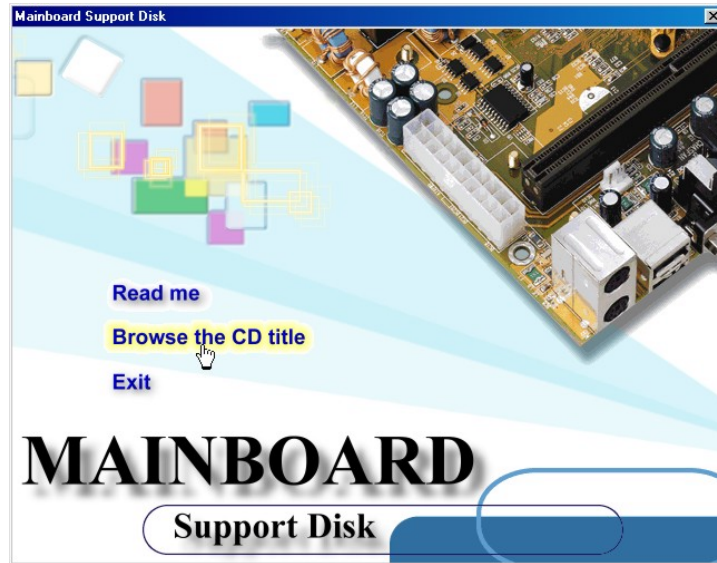 Mainboard Support Disk
Read me
Browse the CD title
Exit
MAINBOARD
Support Disk